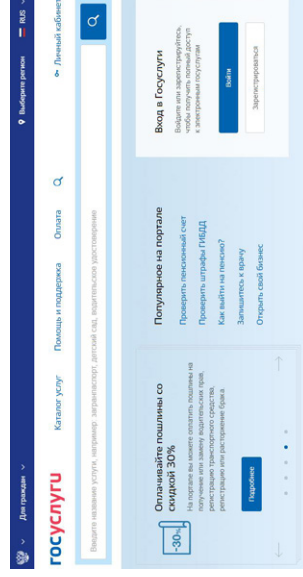 Для граждан
Выберите регион
RUS
госуслуги
Каталог услуг
Помощь и поддержка
Оплата
Личный кабинет
Введите название услуги, например: загранпаспорт, детский сад, водительское удостоверение
-30%
Оплачивайте пошлины со
скидкой 30%
На портале вы можете оплатить пошлины на
получение или замену водительских прав,
регистрацию транспортного средства,
регистрацию или расторжение брака.
Подробнее
Популярное на портале
Проверить пенсионный счет
Проверить штрафы ГИБДД
Как выйти на пенсию?
Запишитесь к врачу
Открыть свой бизнес
Вход в Госуслуги
Войдите или зарегистрируйтесь,
чтобы получить полный доступ
к электронным госуслугам
Войти
Зарегистрироваться